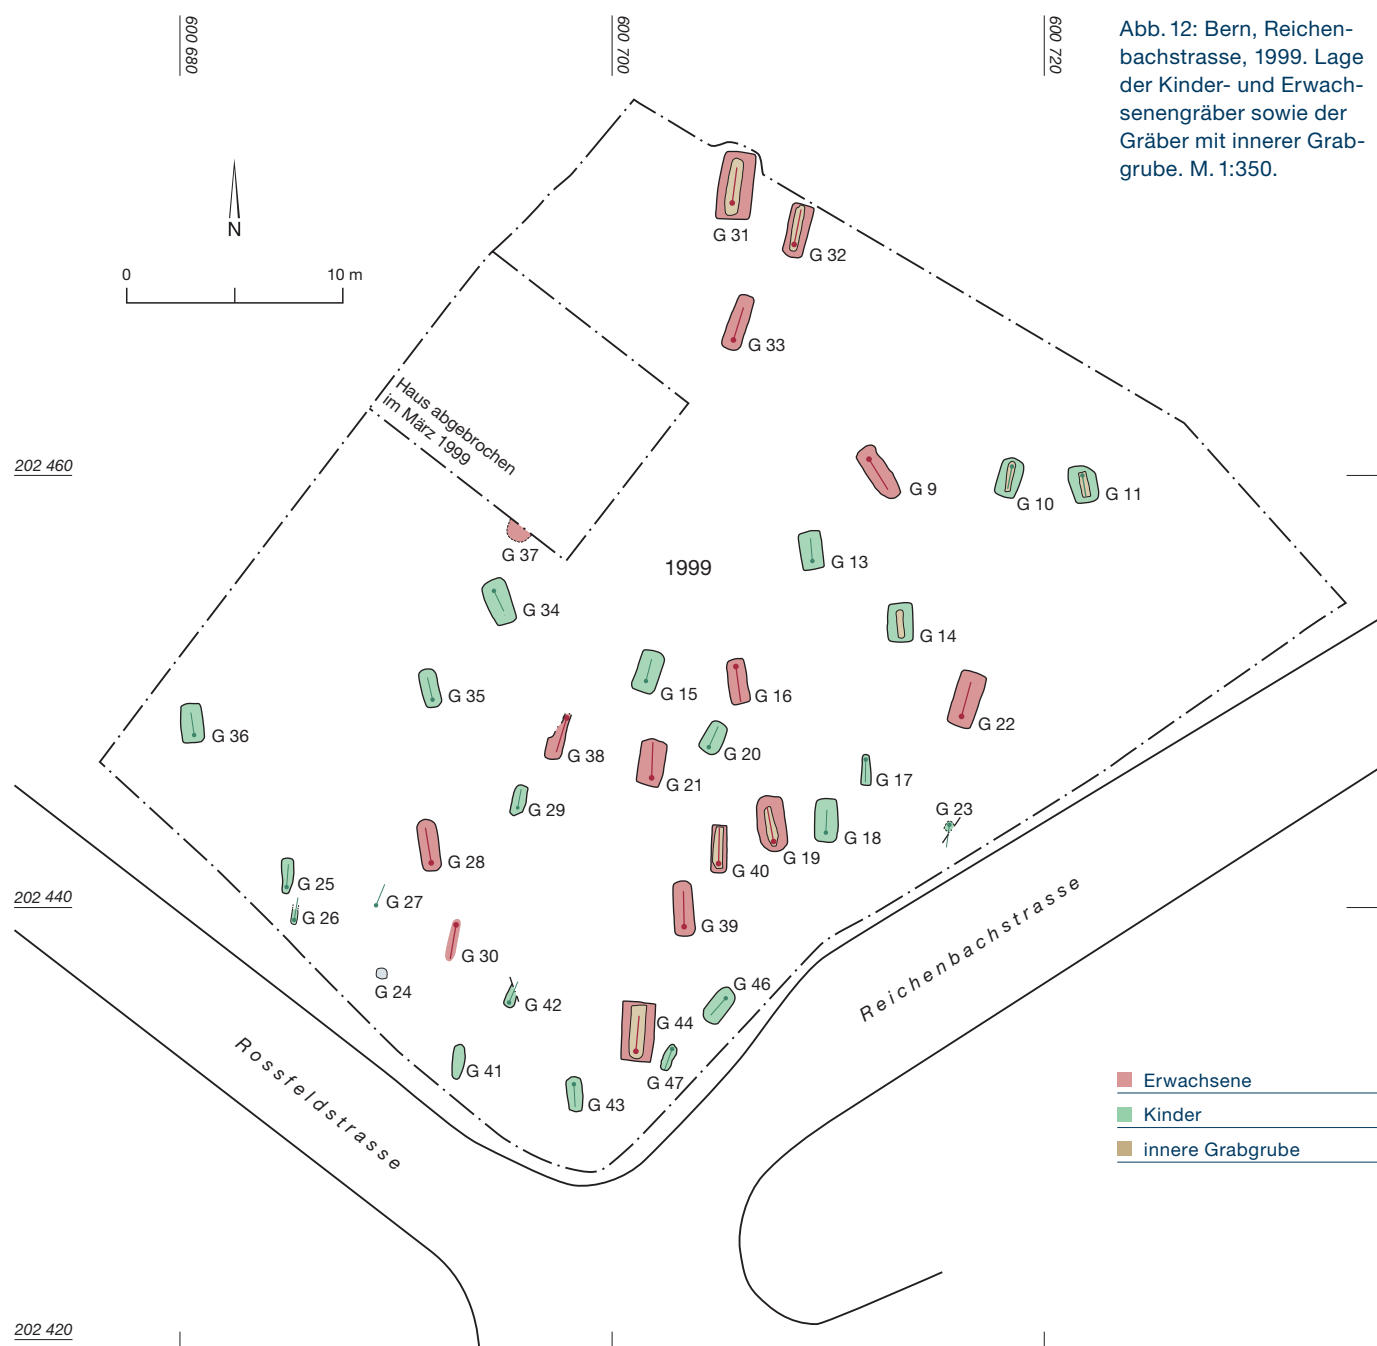 600 680
600 700
600 720
Abb. 12: Bern, Reichen-
bachstrasse, 1999. Lage
der Kinder- und Erwach-
senengräber sowie der
Gräber mit innerer Grab-
grube. M. 1:350.
N
0 10 m
G 31
G 32
G 33
Haus abgebrochen
im März 1999
202 460
G 9
G 10
G 11
G 37
G 13
1999
G 34
G 14
G 35
G 15
G 16
G 22
G 36
G 38
G 20
G 21
G 17
G 29
G 23
G 18
G 28
G 40
G 19
G 25
202 440
G 27
G 26
G 39
G 30
G 24
G 42
G 46
G 44
Reichenbachstrasse
G 41
G 47
G 43
Rossfeldstrasse
Erwachsene
Kinder
innere Grabgrube
202 420